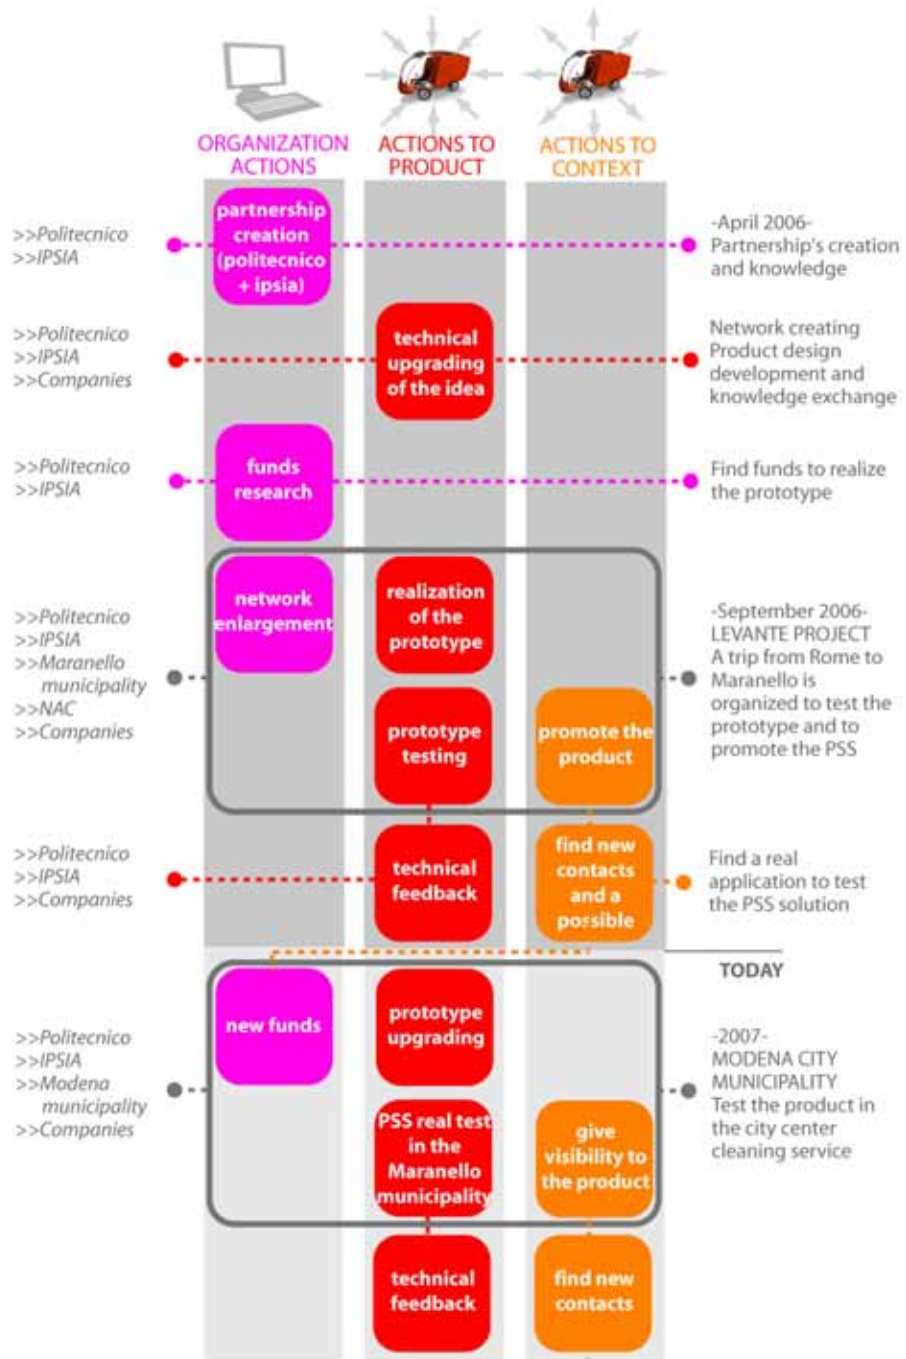 ORGANIZATION
ACTIONS
ACTIONS TO
PRODUCT
ACTIONS TO
CONTEXT
>>Politecnico
>>IPSIA
partnership
creation
(politecnico
+ ipsia)
-April 2006-
Partnership's creation
and knowledge
>>Politecnico
>>IPSIA
>>Companies
technical
upgrading
of the idea
Network creating
Product design
development and
knowledge exchange
>>Politecnico
>>IPSIA
funds
research
Find funds to realize
the prototype
>>Politecnico
>>IPSIA
>>Maranello
municipality
>>NAC
>>Companies
network
enlargement
realization
of the
prototype
prototype
testing
promote the
product
-September 2006-
LEVANTE PROJECT
A trip from Rome to
Maranello is
organized to test the
prototype and to
promote the PSS
>>Politecnico
>>IPSIA
>>Companies
technical
feedback
find new
contacts
and a
possible
Find a real
application to test
the PSS solution
TODAY
>>Politecnico
>>IPSIA
>>Modena
municipality
>>Companies
new funds
prototype
upgrading
PSS real test
in the
Maranello
municipality
give
visibility to
the product
-2007-
MODENA CITY
MUNICIPALITY
Test the product in
the city center
cleaning service
technical
feedback
find new
contacts